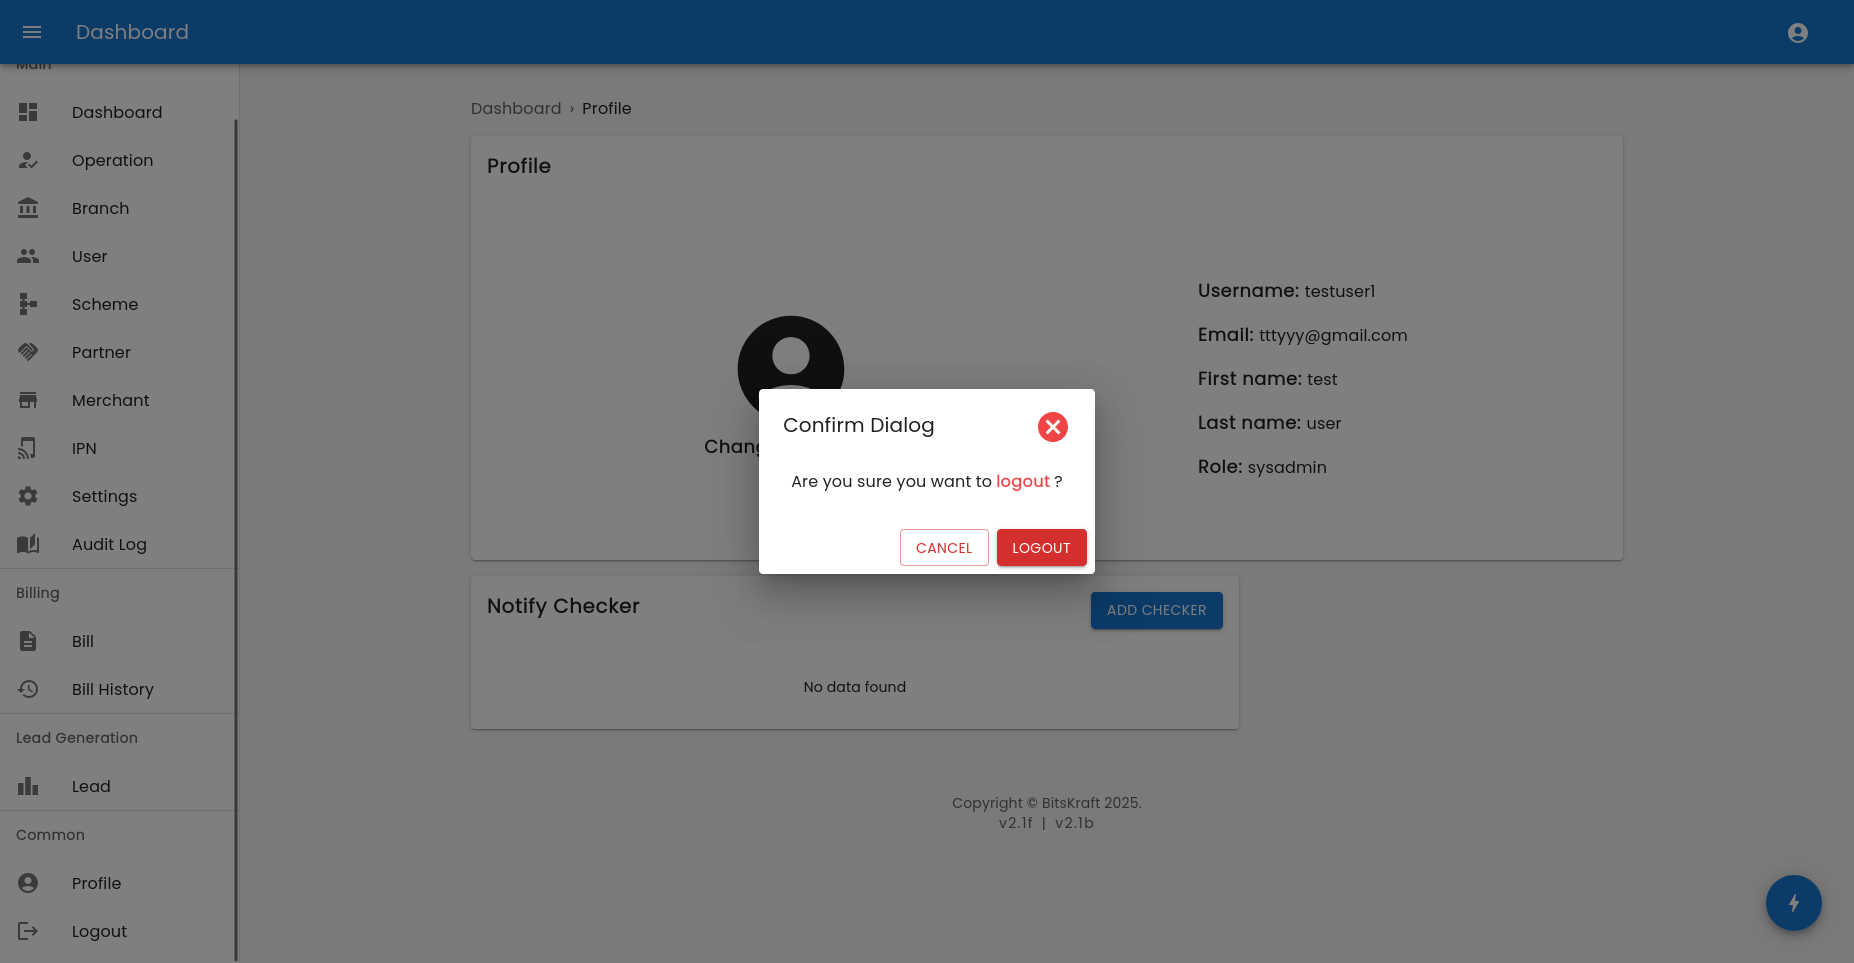 Dashboard
Main
Dashboard
Operation
Branch
User
Scheme
Partner
Merchant
IPN
Settings
Audit Log
Billing
Bill
Bill History
Lead Generation
Lead
Common
Profile
Logout
Dashboard › Profile
Profile
Username: testuser1
Email: tttyyy@gmail.com
First name: test
Last name: user
Role: sysadmin
Confirm Dialog
Are you sure you want to logout ?
CANCEL LOGOUT
Notify Checker
ADD CHECKER
No data found
Copyright © BitsKraft 2025.
v2.1f | v2.1b